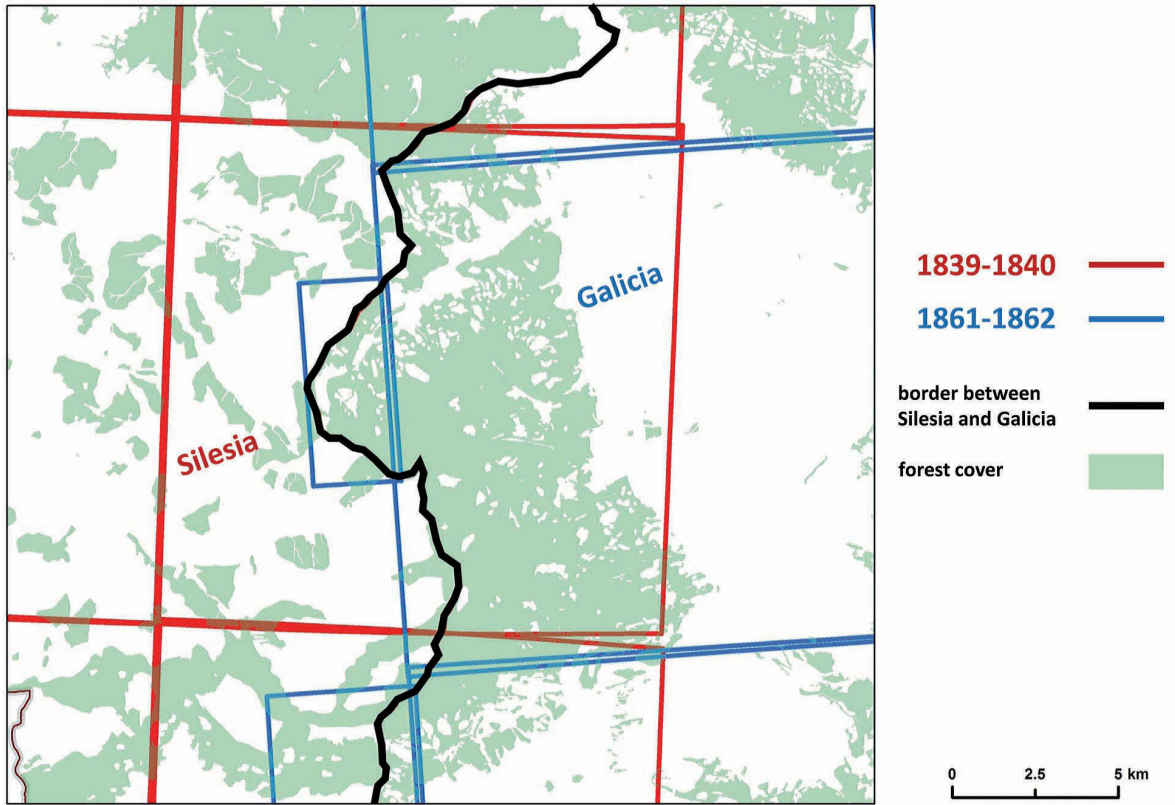 Galicia
Silesia
1839-1840
1861-1862
border between
Silesia and Galicia
forest cover
0 2.5 5 km